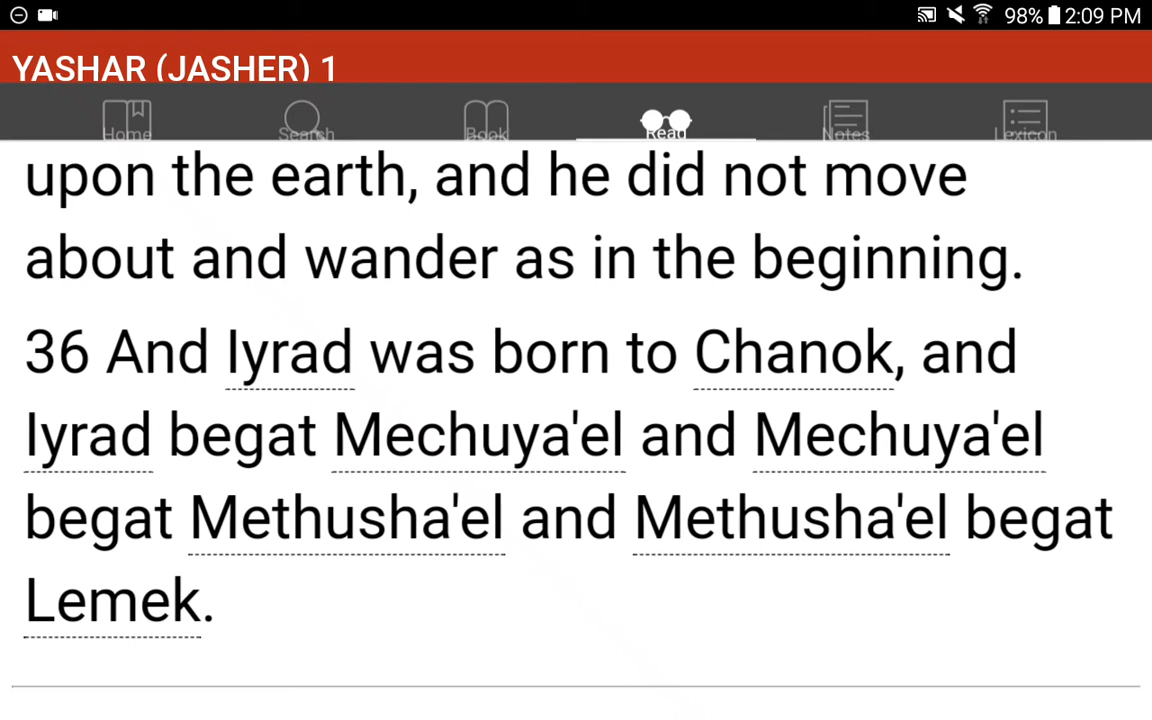 98% 2:09 PM
YASHAR (JASHER) 1
Home Search Book Read Notes Lexicon
upon the earth, and he did not move
about and wander as in the beginning.
36 And Iyrad was born to Chanok, and
Iyrad begat Mechuya'el and Mechuya'el
begat Methusha'el and Methusha'el begat
Lemek.